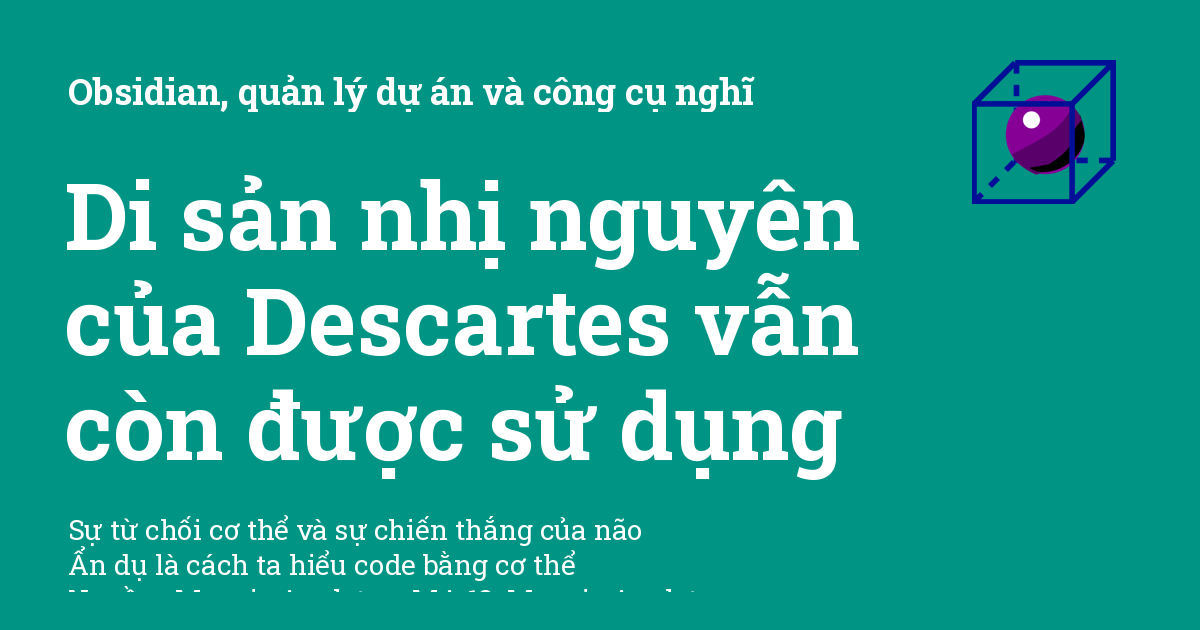 Obsidian, quản lý dự án và công cụ nghĩ
Di sản nhị nguyên
của Descartes vẫn
còn được sử dụng
Sự từ chối cơ thể và sự chiến thắng của não
Ẩn dụ là cách ta hiểu code bằng cơ thể